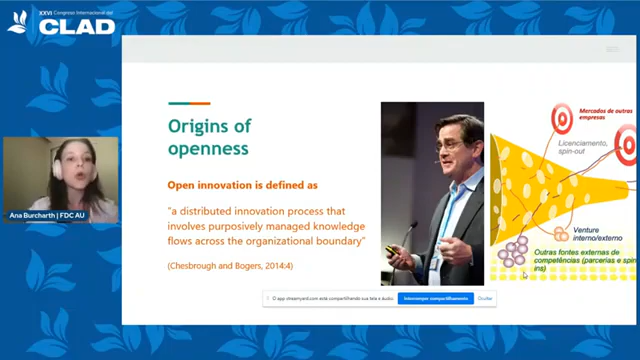 XXVI Congreso Internacional del
CLAD
Origins of
openness
Open innovation is defined as
"a distributed innovation process that
involves purposively managed knowledge
flows across the organizational boundary"
(Chesbrough and Bogers, 2014:4)
Mercados de outras
empresas
Licenciamento,
spin-out
Venture
interno/externo
Outras fontes externas de
competências (parcerias e spin
ins)
Ana Burcharth | FDC AU
O app streamyard.com está compartilhando sua tela e áudio.
Interromper compartilhamento
Ocultar